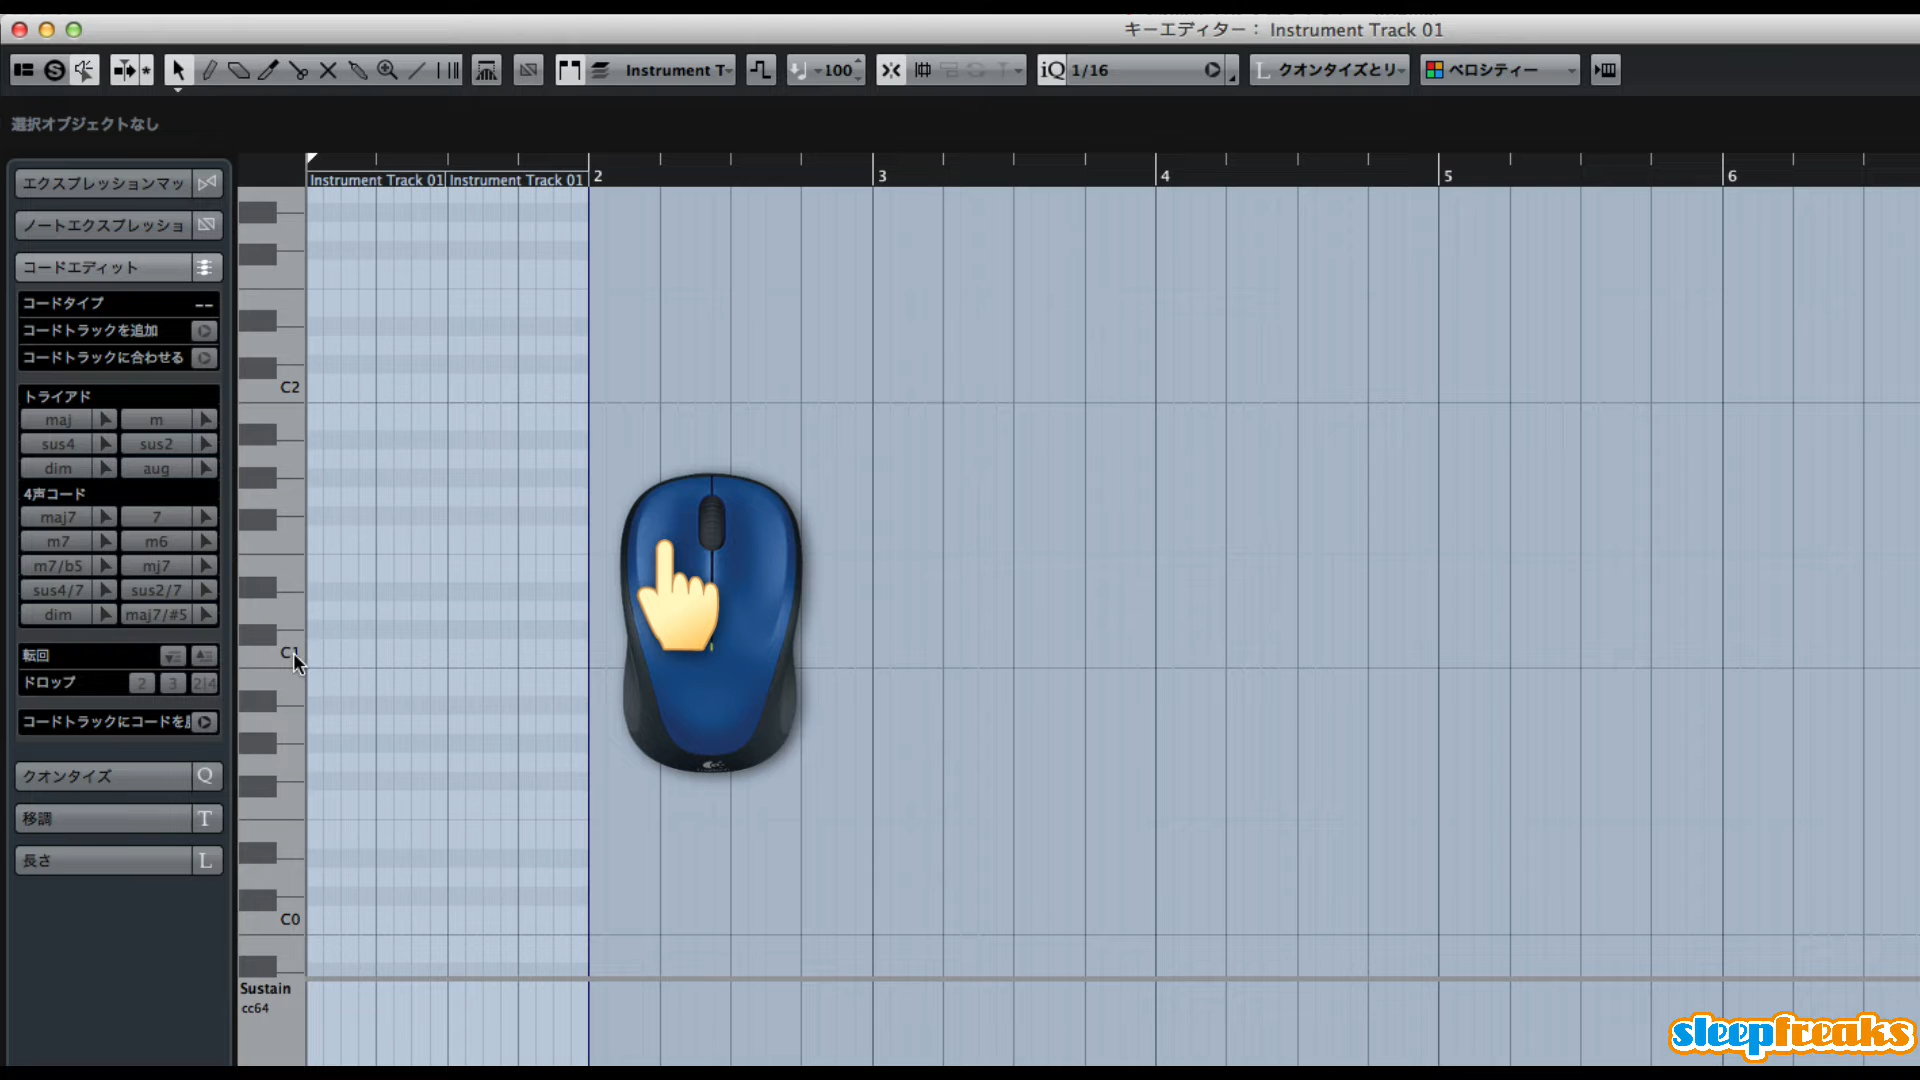 キーエディター： Instrument Track 01
Instrument T
100
iQ 1/16
L クオンタイズとリ
ベロシティー
選択オブジェクトなし
Instrument Track 01 Instrument Track 01 2 3 4 5 6
エクスプレッションマッ
ノートエクスプレッショ
コードエディット
コードタイプ --
コードトラックを追加
コードトラックに合わせる
トライアド
maj m
sus4 sus2
dim aug
4声コード
maj7 7
m7 m6
m7/b5 mj7
sus4/7 sus2/7
dim maj7/#5
転回
ドロップ 2 3 2|4
コードトラックにコードを
クオンタイズ Q
移調 T
長さ L
C2
C1
C0
Sustain
cc64
sleepfreaks